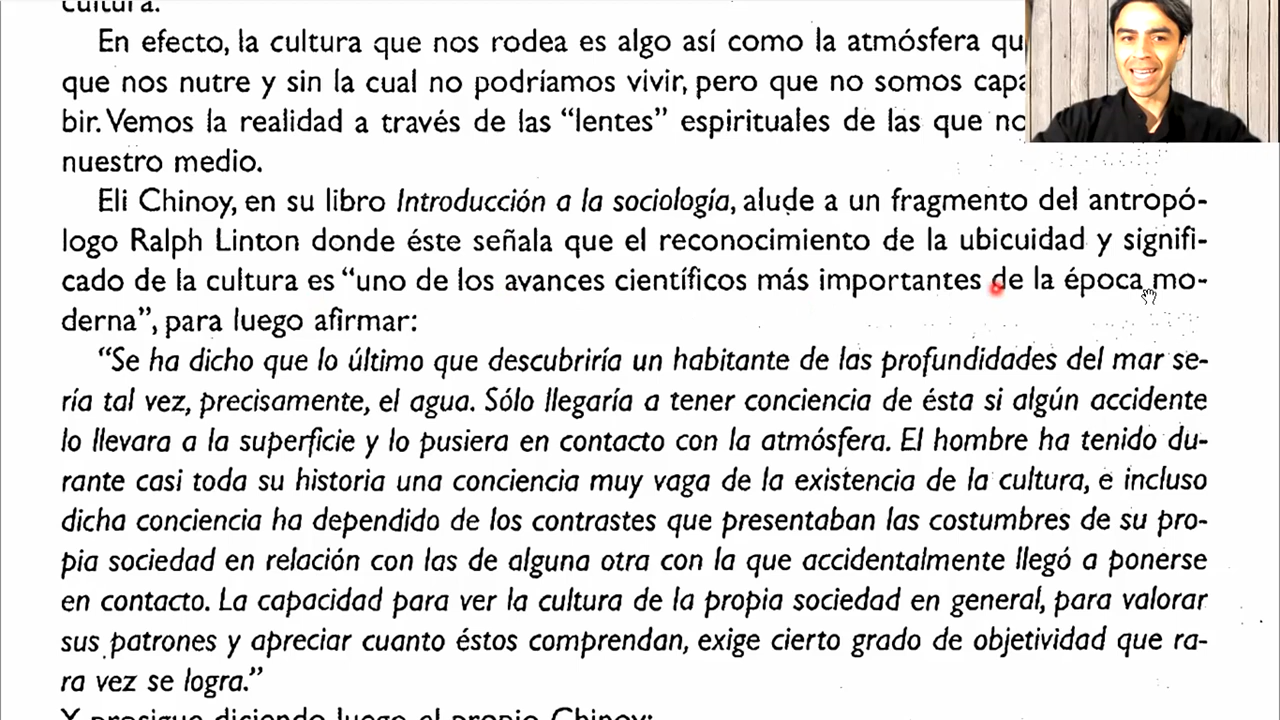 cultura.
En efecto, la cultura que nos rodea es algo así como la atmósfera
que nos nutre y sin la cual no podríamos vivir, pero que no somos
bir. Vemos la realidad a través de las “lentes” espirituales de las que
nuestro medio.
Eli Chinoy, en su libro Introducción a la sociología, alude a un fragmento del antropó-
logo Ralph Linton donde éste señala que el reconocimiento de la ubicuidad y signifi-
cado de la cultura es “uno de los avances científicos más importantes de la época mo-
derna”, para luego afirmar:
“Se ha dicho que lo último que descubriría un habitante de las profundidades del mar se-
ría tal vez, precisamente, el agua. Sólo llegaría a tener conciencia de ésta si algún accidente
lo llevara a la superficie y lo pusiera en contacto con la atmósfera. El hombre ha tenido du-
rante casi toda su historia una conciencia muy vaga de la existencia de la cultura, e incluso
dicha conciencia ha dependido de los contrastes que presentaban las costumbres de su pro-
pia sociedad en relación con las de alguna otra con la que accidentalmente llegó a ponerse
en contacto. La capacidad para ver la cultura de la propia sociedad en general, para valorar
sus patrones y apreciar cuanto éstos comprendan, exige cierto grado de objetividad que ra-
ra vez se logra.”
Y prosigue diciendo luego el propio Chinoy: